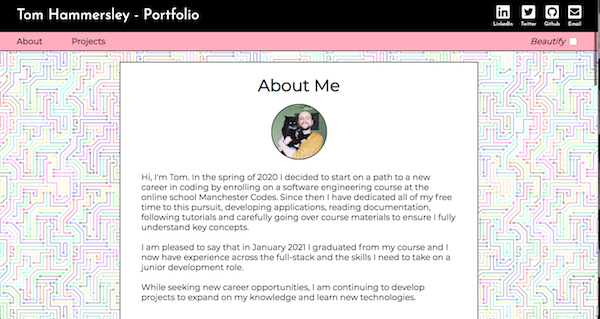 Tom Hammersley - Portfolio
LinkedIn Twitter Github Email
About Projects Beautify
About Me
Hi, I'm Tom. In the spring of 2020 I decided to start on a path to a new
career in coding by enrolling on a software engineering course at the
online school Manchester Codes. Since then I have dedicated all of my free
time to this pursuit, developing applications, reading documentation,
following tutorials and carefully going over course materials to ensure I fully
understand key concepts.
I am pleased to say that in January 2021 I graduated from my course and I
now have experience across the full-stack and the skills I need to take on a
junior development role.
While seeking new career opportunities, I am continuing to develop
projects to expand on my knowledge and learn new technologies.